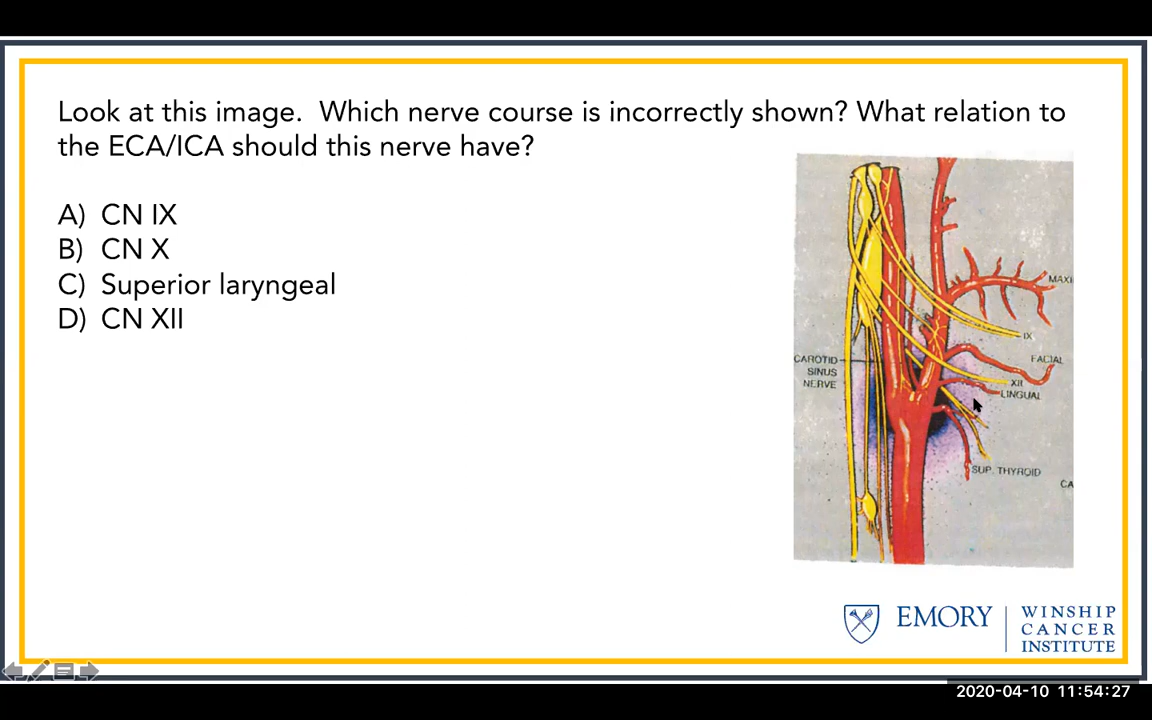 Look at this image.  Which nerve course is incorrectly shown? What relation to
the ECA/ICA should this nerve have?
A) CN IX
B) CN X
C) Superior laryngeal
D) CN XII
MAXI
IX
CAROTID
SINUS
NERVE
FACIAL
XII
LINGUAL
SUP. THYROID
CA
EMORY
WINSHIP
CANCER
INSTITUTE
2020-04-10 11:54:27